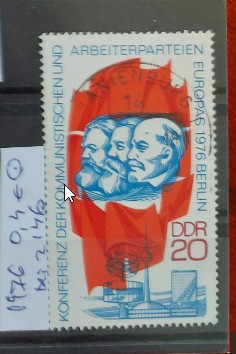 KONFERENZ DER KOMMUNISTISCHEN UND
ARBEITERPARTEIEN
EUROPAS 1976 BERLIN
DDR
20
1976 0,4 €